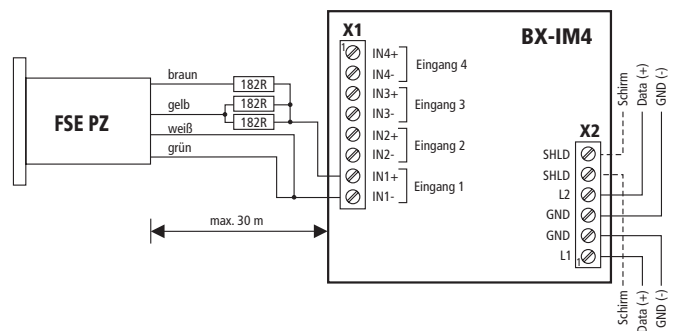 X1
BX-IM4
1
IN4+
IN4-
Eingang 4
IN3+
IN3-
Eingang 3
IN2+
IN2-
Eingang 2
IN1+
IN1-
Eingang 1
FSE PZ
braun
182R
gelb
182R
182R
weiß
grün
max. 30 m
X2
SHLD
SHLD
L2
GND
GND
L1
1
Schirm
Data (+)
GND (-)
Schirm
Data (+)
GND (-)